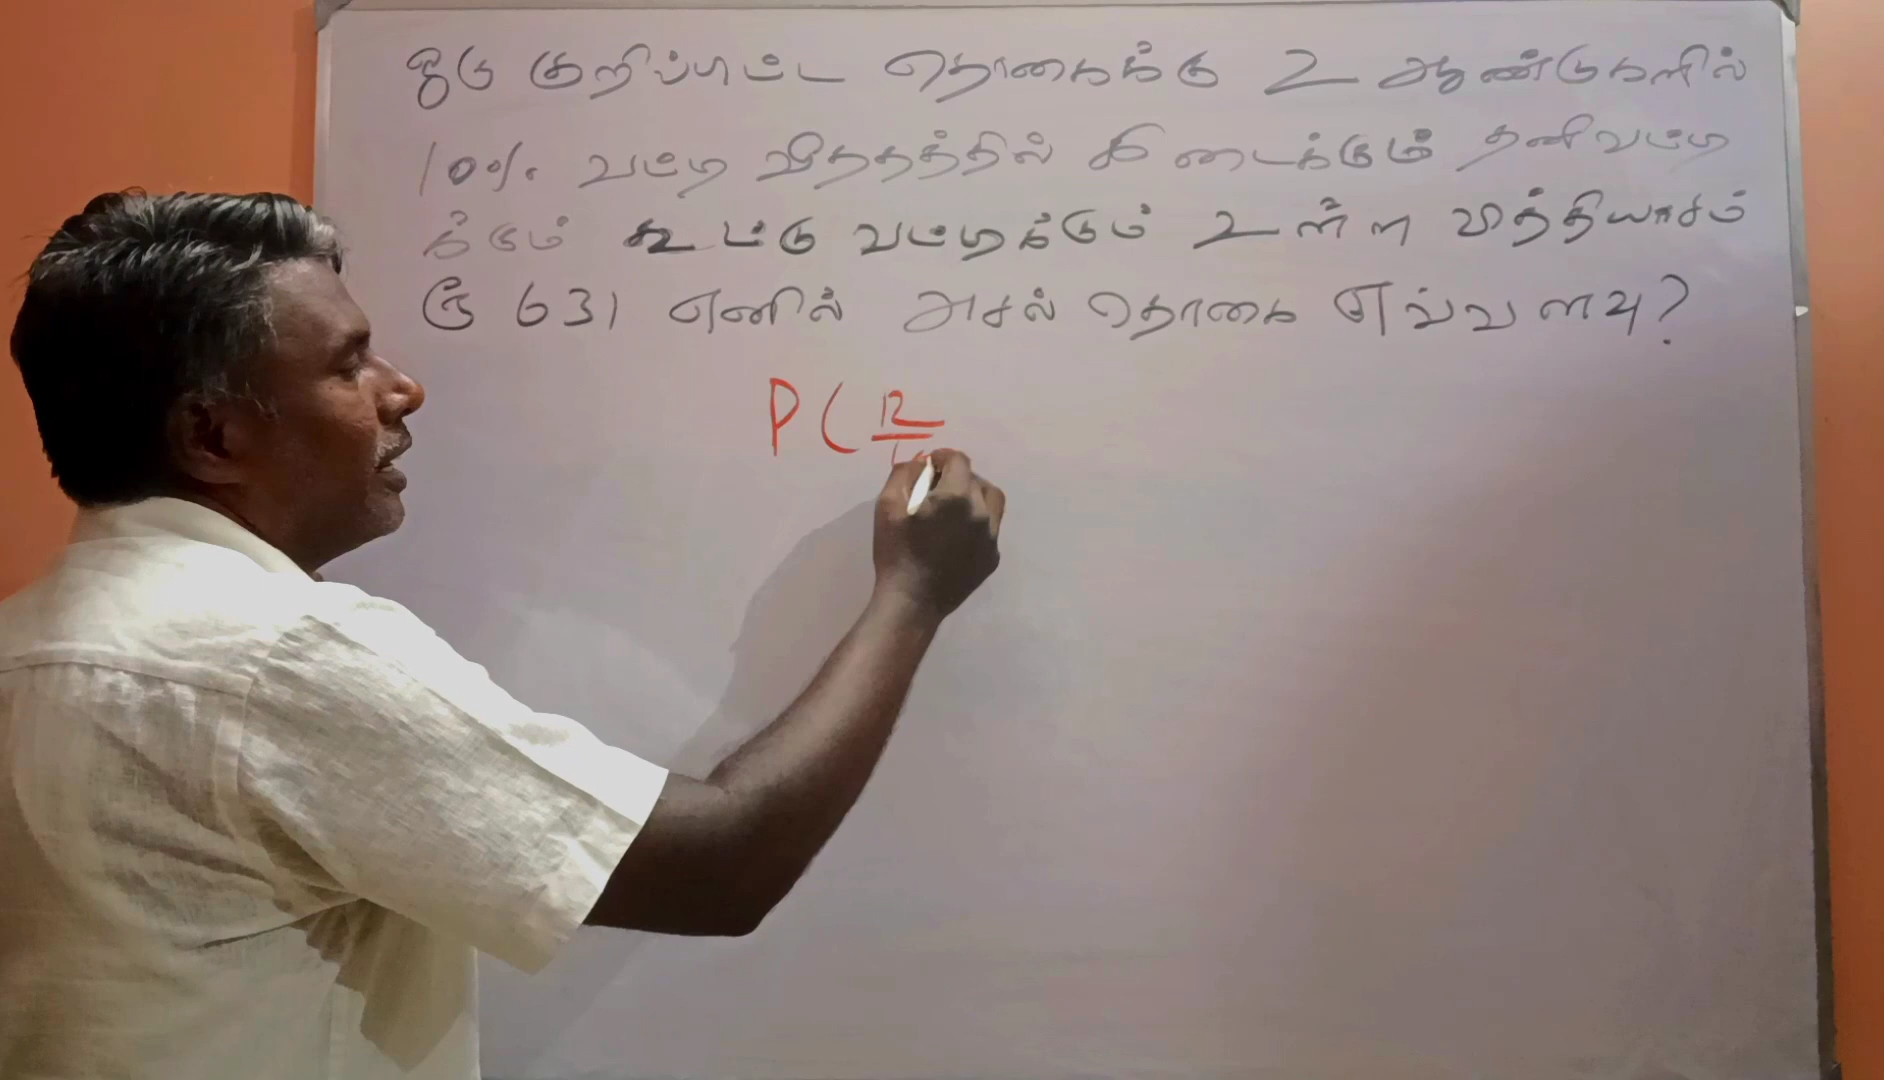 ஒரு குறிப்பிட்ட தொகைக்கு 2 ஆண்டுகளில்
10% வட்டி வீதத்தில் கிடைக்கும் தனிவட்டி
க்கும் கூட்டு வட்டிக்கும் உள்ள வித்தியாசம்
ரூ 631 எனில் அசல் தொகை எவ்வளவு?
P ( R